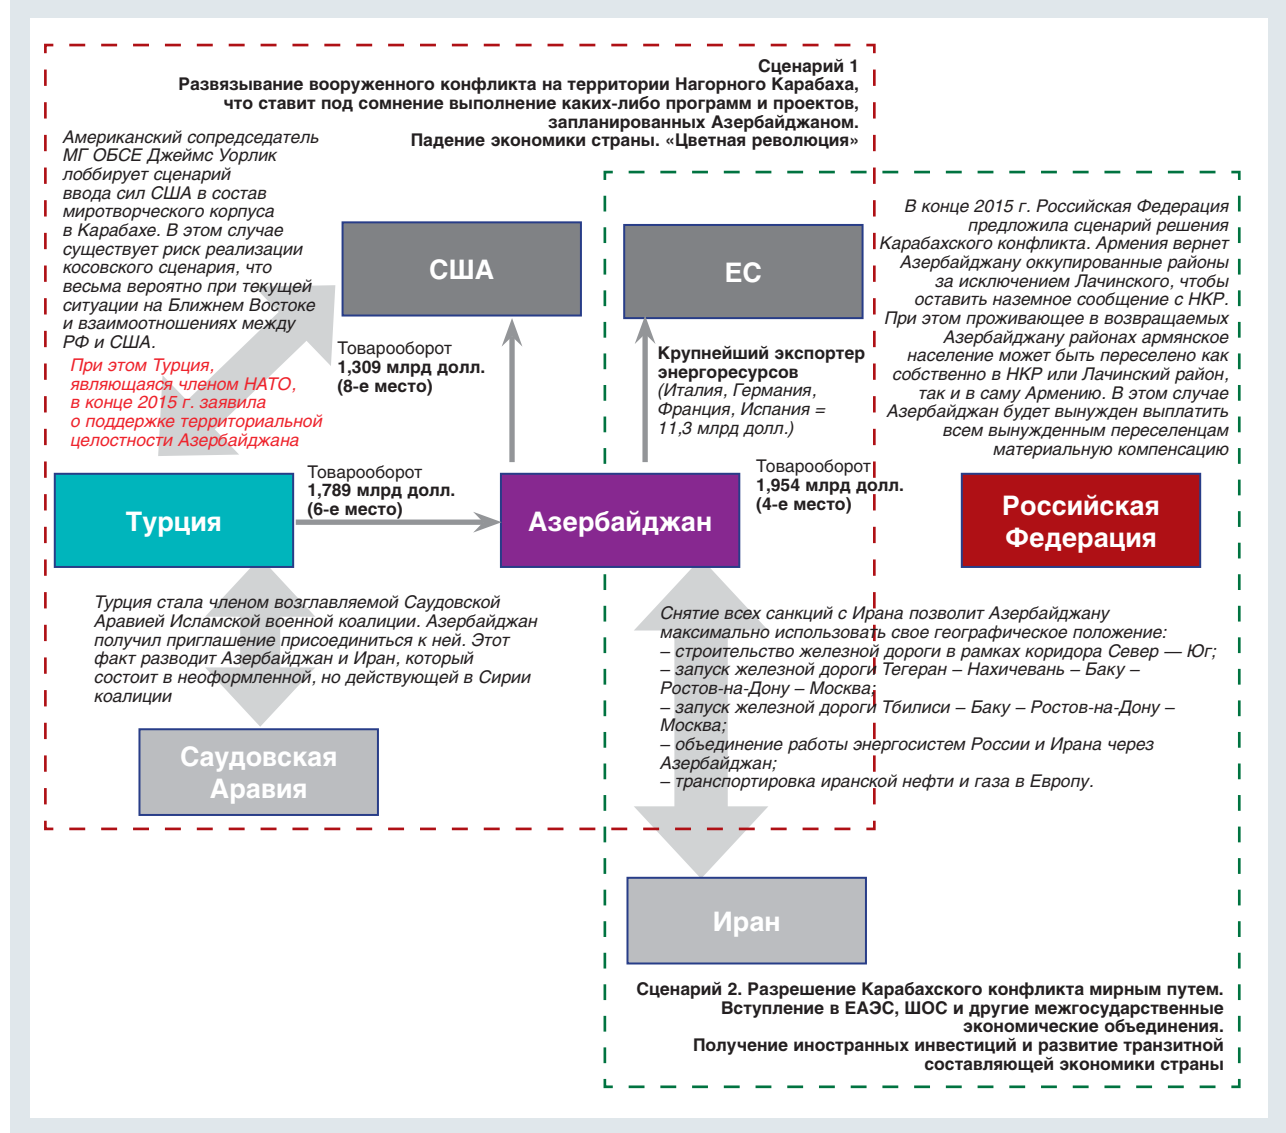 Сценарий 1
Развязывание вооруженного конфликта на территории Нагорного Карабаха,
что ставит под сомнение выполнение каких-либо программ и проектов,
запланированных Азербайджаном.
Падение экономики страны. «Цветная революция»
Американский сопредседатель
МГ ОБСЕ Джеймс Уорлик
лоббирует сценарий
ввода сил США в состав
миротворческого корпуса
в Карабахе. В этом случае
существует риск реализации
косовского сценария, что
весьма вероятно при текущей
ситуации на Ближнем Востоке
и взаимоотношениях между
РФ и США.
При этом Турция,
являющаяся членом НАТО,
в конце 2015 г. заявила
о поддержке территориальной
целостности Азербайджана
США
ЕС
В конце 2015 г. Российская Федерация
предложила сценарий решения
Карабахского конфликта. Армения вернет
Азербайджану оккупированные районы
за исключением Лачинского, чтобы
оставить наземное сообщение с НКР.
При этом проживающее в возвращаемых
Азербайджану районах армянское
население может быть переселено как
собственно в НКР или Лачинский район,
так и в саму Армению. В этом случае
Азербайджан будет вынужден выплатить
всем вынужденным переселенцам
материальную компенсацию
Товарооборот
1,309 млрд долл.
(8-е место)
Крупнейший экспортер
энергоресурсов
(Италия, Германия,
Франция, Испания =
11,3 млрд долл.)
Турция
Товарооборот
1,789 млрд долл.
(6-е место)
Азербайджан
Товарооборот
1,954 млрд долл.
(4-е место)
Российская
Федерация
Турция стала членом возглавляемой Саудовской
Аравией Исламской военной коалиции. Азербайджан
получил приглашение присоединиться к ней. Этот
факт разводит Азербайджан и Иран, который
состоит в неоформленной, но действующей в Сирии
коалиции
Снятие всех санкций с Ирана позволит Азербайджану
максимально использовать свое географическое положение:
– строительство железной дороги в рамках коридора Север — Юг;
– запуск железной дороги Тегеран – Нахичевань – Баку –
Ростов-на-Дону – Москва;
– запуск железной дороги Тбилиси – Баку – Ростов-на-Дону –
Москва;
– объединение работы энергосистем России и Ирана через
Азербайджан;
– транспортировка иранской нефти и газа в Европу.
Саудовская
Аравия
Иран
Сценарий 2. Разрешение Карабахского конфликта мирным путем.
Вступление в ЕАЭС, ШОС и другие межгосударственные
экономические объединения.
Получение иностранных инвестиций и развитие транзитной
составляющей экономики страны